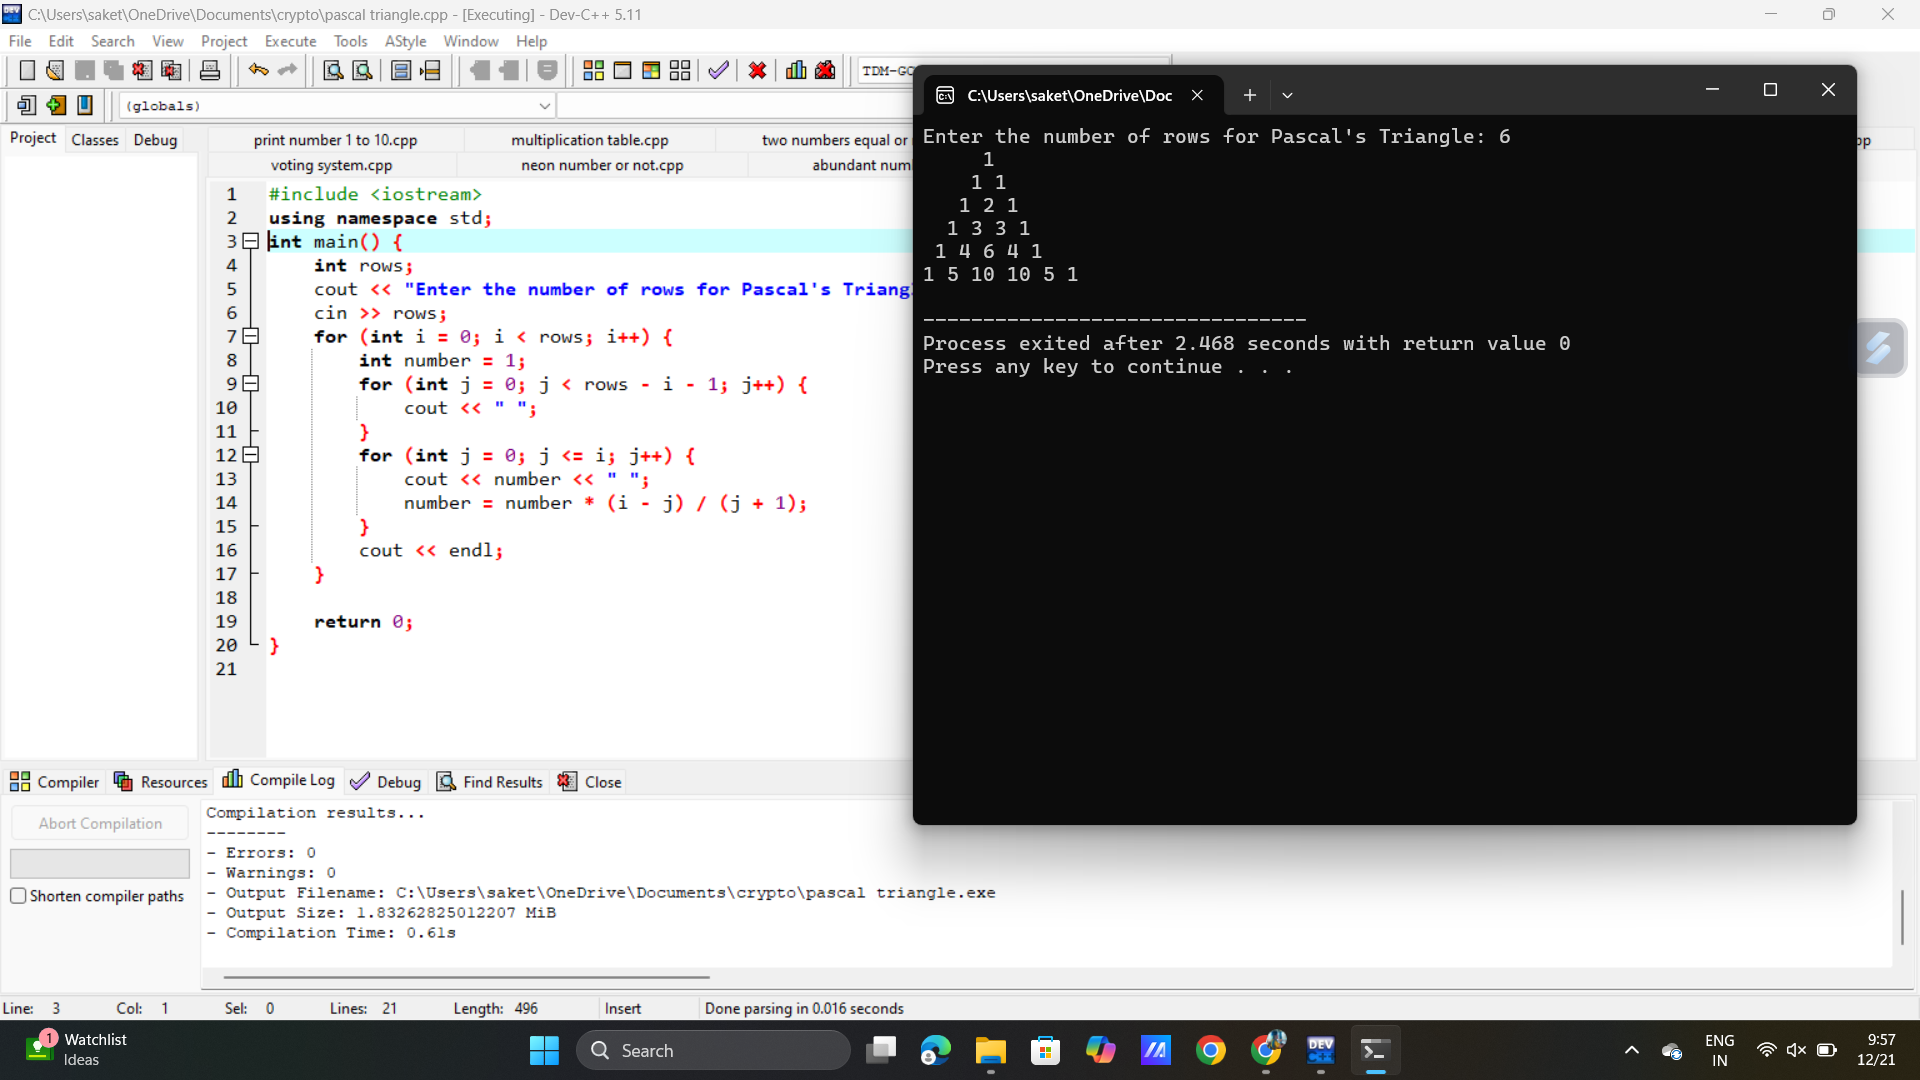 C:\Users\saket\OneDrive\Documents\crypto\pascal triangle.cpp - [Executing] - Dev-C++ 5.11
File Edit Search View Project Execute Tools AStyle Window Help
TDM-GC
(globals)
Project Classes Debug
print number 1 to 10.cpp multiplication table.cpp two numbers equal or
voting system.cpp neon number or not.cpp abundant num
1 #include <iostream>
2 using namespace std;
3 int main() {
4 int rows;
5 cout << "Enter the number of rows for Pascal's Triang
6 cin >> rows;
7 for (int i = 0; i < rows; i++) {
8 int number = 1;
9 for (int j = 0; j < rows - i - 1; j++) {
10 cout << " ";
11 }
12 for (int j = 0; j <= i; j++) {
13 cout << number << " ";
14 number = number * (i - j) / (j + 1);
15 }
16 cout << endl;
17 }
18
19 return 0;
20 }
21
C:\Users\saket\OneDrive\Doc
Enter the number of rows for Pascal's Triangle: 6
1
1 1
1 2 1
1 3 3 1
1 4 6 4 1
1 5 10 10 5 1
--------------------------------
Process exited after 2.468 seconds with return value 0
Press any key to continue . . .
Compiler Resources Compile Log Debug Find Results Close
Abort Compilation
Shorten compiler paths
Compilation results...
--------
- Errors: 0
- Warnings: 0
- Output Filename: C:\Users\saket\OneDrive\Documents\crypto\pascal triangle.exe
- Output Size: 1.83262825012207 MiB
- Compilation Time: 0.61s
Line: 3 Col: 1 Sel: 0 Lines: 21 Length: 496 Insert Done parsing in 0.016 seconds
1
Watchlist
Ideas
Search
DEV
ENG
IN
9:57
12/21